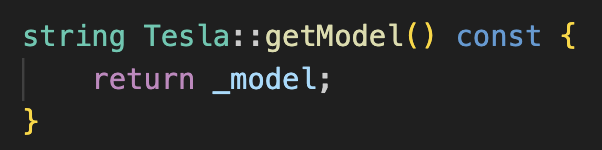 string Tesla::getModel() const {
    return _model;
}